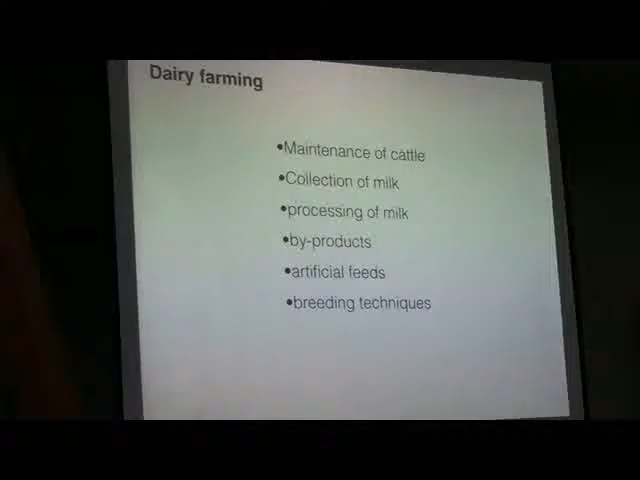 Dairy farming
•Maintenance of cattle
•Collection of milk
•processing of milk
•by-products
•artificial feeds
•breeding techniques